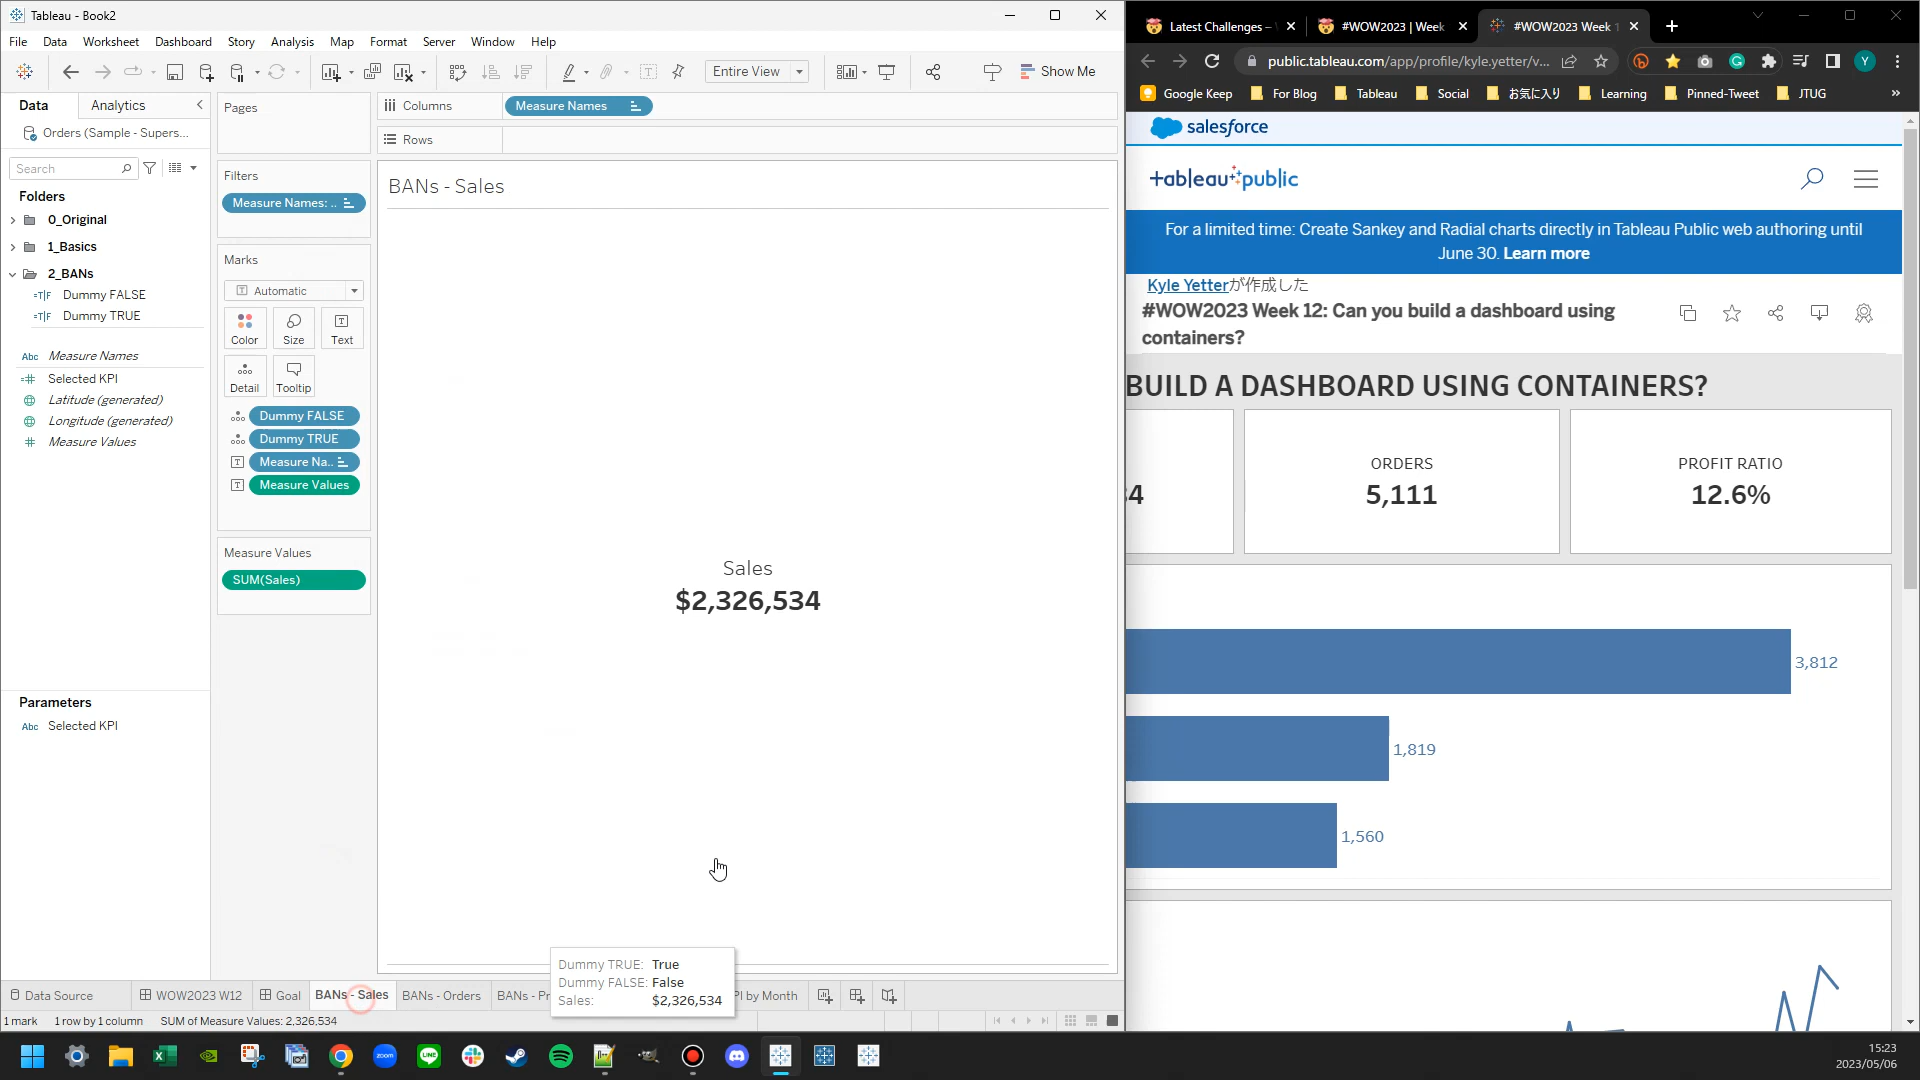 Tableau - Book2
File Data Worksheet Dashboard Story Analysis Map Format Server Window Help
Entire View
Show Me
Data Analytics
Orders (Sample - Supers...
Search
Folders
0_Original
1_Basics
2_BANs
=T|F Dummy FALSE
=T|F Dummy TRUE
Abc Measure Names
Selected KPI
Latitude (generated)
Longitude (generated)
Measure Values
Parameters
Abc Selected KPI
Pages
Filters
Measure Names: ..
Marks
Automatic
Color Size Text
Detail Tooltip
Dummy FALSE
Dummy TRUE
Measure Na..
Measure Values
Measure Values
SUM(Sales)
Columns Measure Names
Rows
BANs - Sales
Sales
$2,326,534
Dummy TRUE: True
Dummy FALSE: False
Sales: $2,326,534
Data Source WOW2023 W12 Goal BANs - Sales BANs - Orders BANs - Pr PI by Month
1 mark 1 row by 1 column SUM of Measure Values: 2,326,534
Latest Challenges – #WOW2023 | Week #WOW2023 Week 1
public.tableau.com/app/profile/kyle.yetter/v...
Google Keep For Blog Tableau Social お気に入り Learning Pinned-Tweet JTUG »
salesforce
+ableau+public
For a limited time: Create Sankey and Radial charts directly in Tableau Public web authoring until
June 30. Learn more
Kyle Yetterが作成した
#WOW2023 Week 12: Can you build a dashboard using
containers?
BUILD A DASHBOARD USING CONTAINERS?
34
ORDERS
5,111
PROFIT RATIO
12.6%
3,812
1,819
1,560
zoom
LINE
15:23
2023/05/06